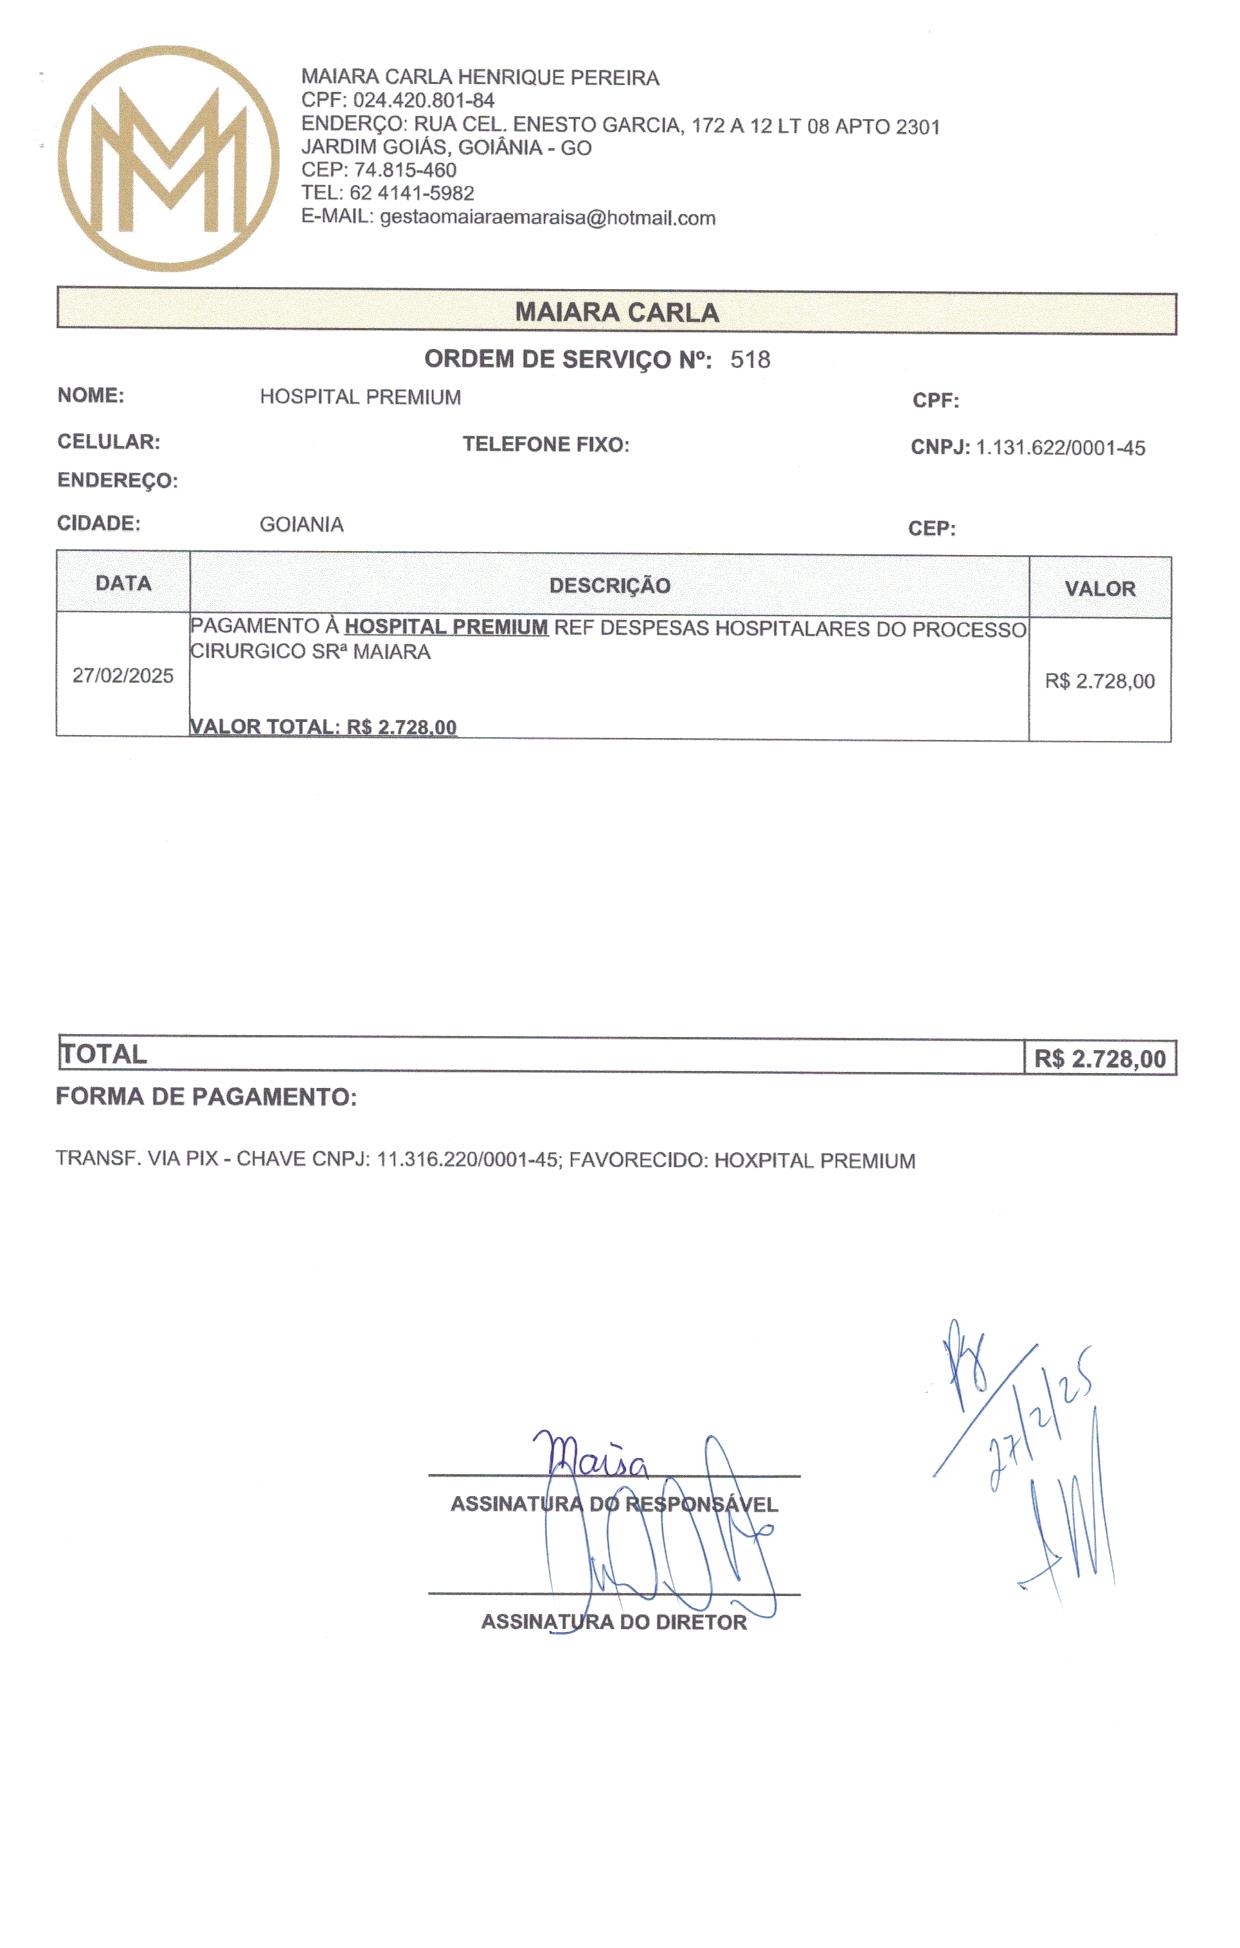 MAIARA CARLA HENRIQUE PEREIRA
CPF: 024.420.801-84
ENDERÇO: RUA CEL. ENESTO GARCIA, 172 A 12 LT 08 APTO 2301
JARDIM GOIÁS, GOIÂNIA - GO
CEP: 74.815-460
TEL: 62 4141-5982
E-MAIL: gestaomaiaraemaraisa@hotmail.com
MAIARA CARLA
ORDEM DE SERVIÇO Nº: 518
NOME: HOSPITAL PREMIUM CPF:
CELULAR: TELEFONE FIXO: CNPJ: 1.131.622/0001-45
ENDEREÇO:
CIDADE: GOIANIA CEP:
DATA DESCRIÇÃO VALOR
PAGAMENTO À HOSPITAL PREMIUM REF DESPESAS HOSPITALARES DO PROCESSO
CIRURGICO SRª MAIARA
27/02/2025 R$ 2.728,00
VALOR TOTAL: R$ 2.728,00
TOTAL R$ 2.728,00
FORMA DE PAGAMENTO:
TRANSF. VIA PIX - CHAVE CNPJ: 11.316.220/0001-45; FAVORECIDO: HOXPITAL PREMIUM
27/2/25
Maisa
ASSINATURA DO RESPONSÁVEL
ASSINATURA DO DIRETOR